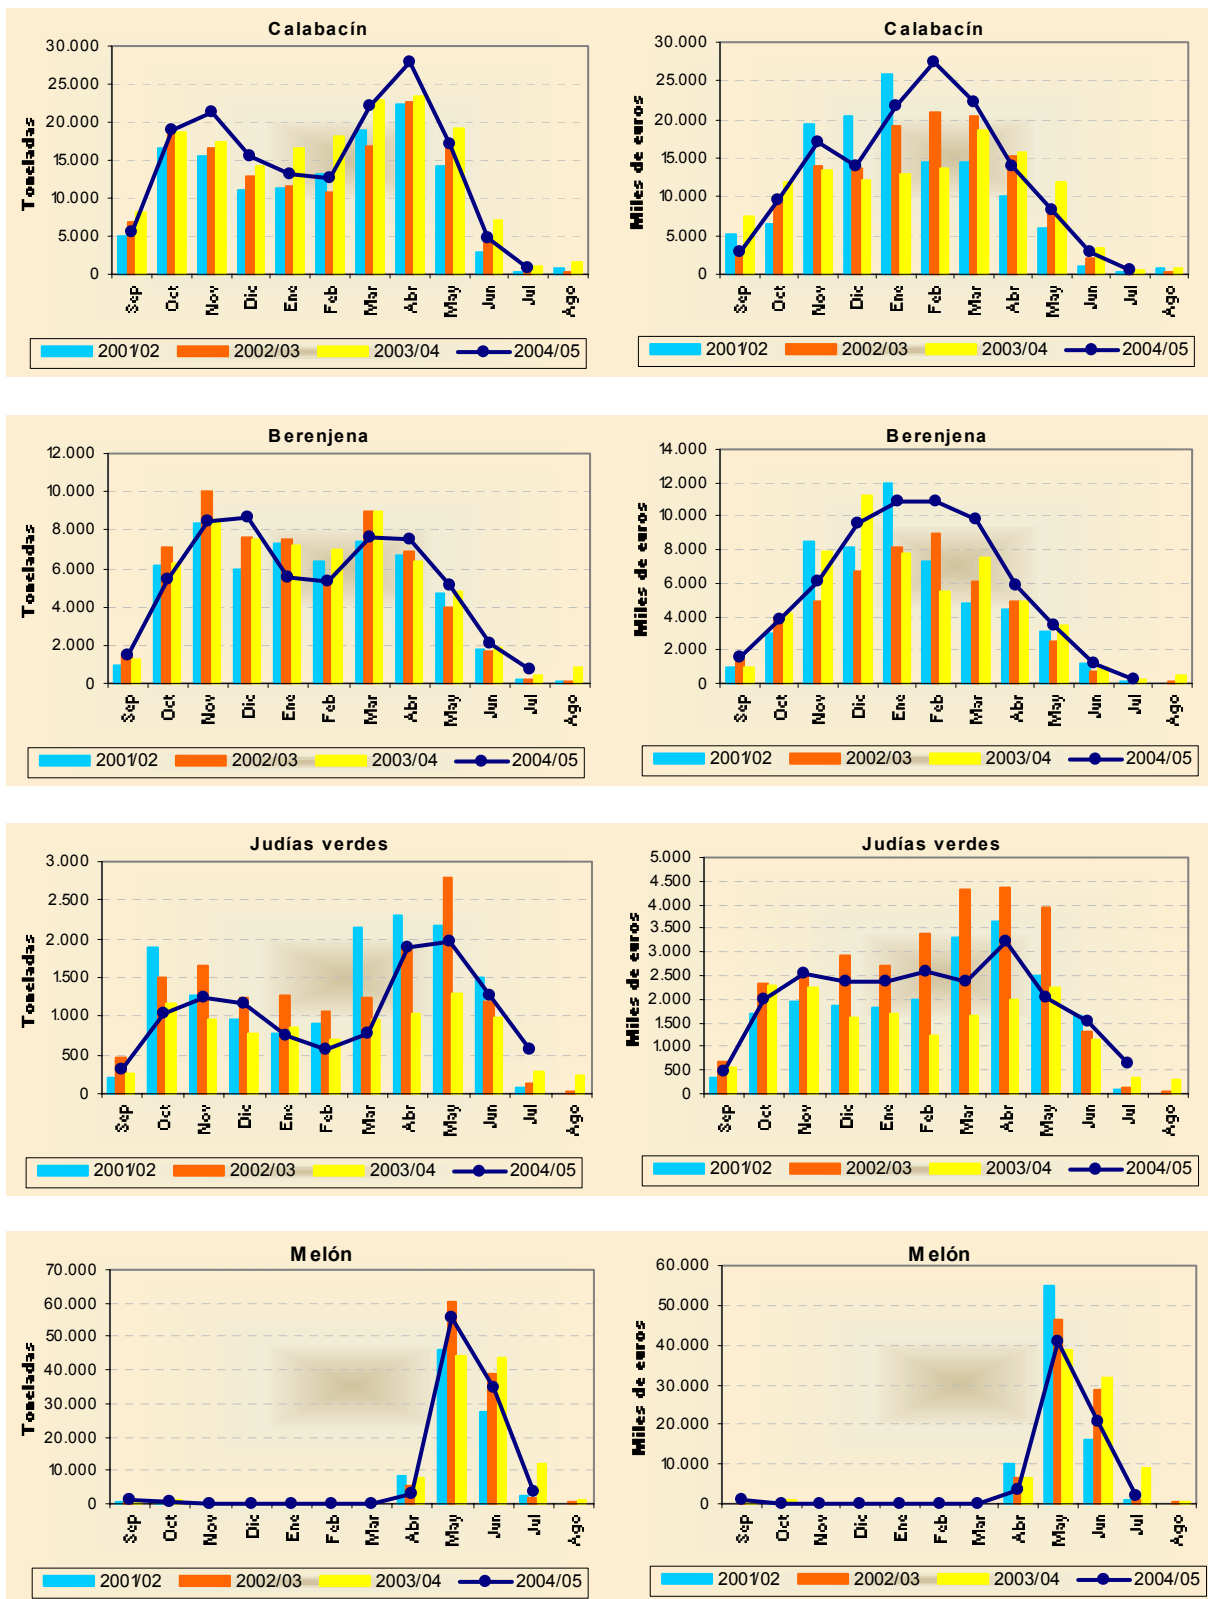 Calabacín
Toneladas
30.000
25.000
20.000
15.000
10.000
5.000
0
Sep Oct Nov Dic Ene Feb Mar Abr May Jun Jul Ago
2001/02 2002/03 2003/04 2004/05
Calabacín
Miles de euros
30.000
25.000
20.000
15.000
10.000
5.000
0
Sep Oct Nov Dic Ene Feb Mar Abr May Jun Jul Ago
2001/02 2002/03 2003/04 2004/05
Berenjena
Toneladas
12.000
10.000
8.000
6.000
4.000
2.000
0
Sep Oct Nov Dic Ene Feb Mar Abr May Jun Jul Ago
2001/02 2002/03 2003/04 2004/05
Berenjena
Miles de euros
14.000
12.000
10.000
8.000
6.000
4.000
2.000
0
Sep Oct Nov Dic Ene Feb Mar Abr May Jun Jul Ago
2001/02 2002/03 2003/04 2004/05
Judías verdes
Toneladas
3.000
2.500
2.000
1.500
1.000
500
0
Sep Oct Nov Dic Ene Feb Mar Abr May Jun Jul Ago
2001/02 2002/03 2003/04 2004/05
Judías verdes
Miles de euros
5.000
4.500
4.000
3.500
3.000
2.500
2.000
1.500
1.000
500
0
Sep Oct Nov Dic Ene Feb Mar Abr May Jun Jul Ago
2001/02 2002/03 2003/04 2004/05
Melón
Toneladas
70.000
60.000
50.000
40.000
30.000
20.000
10.000
0
Sep Oct Nov Dic Ene Feb Mar Abr May Jun Jul Ago
2001/02 2002/03 2003/04 2004/05
Melón
Miles de euros
60.000
50.000
40.000
30.000
20.000
10.000
0
Sep Oct Nov Dic Ene Feb Mar Abr May Jun Jul Ago
2001/02 2002/03 2003/04 2004/05